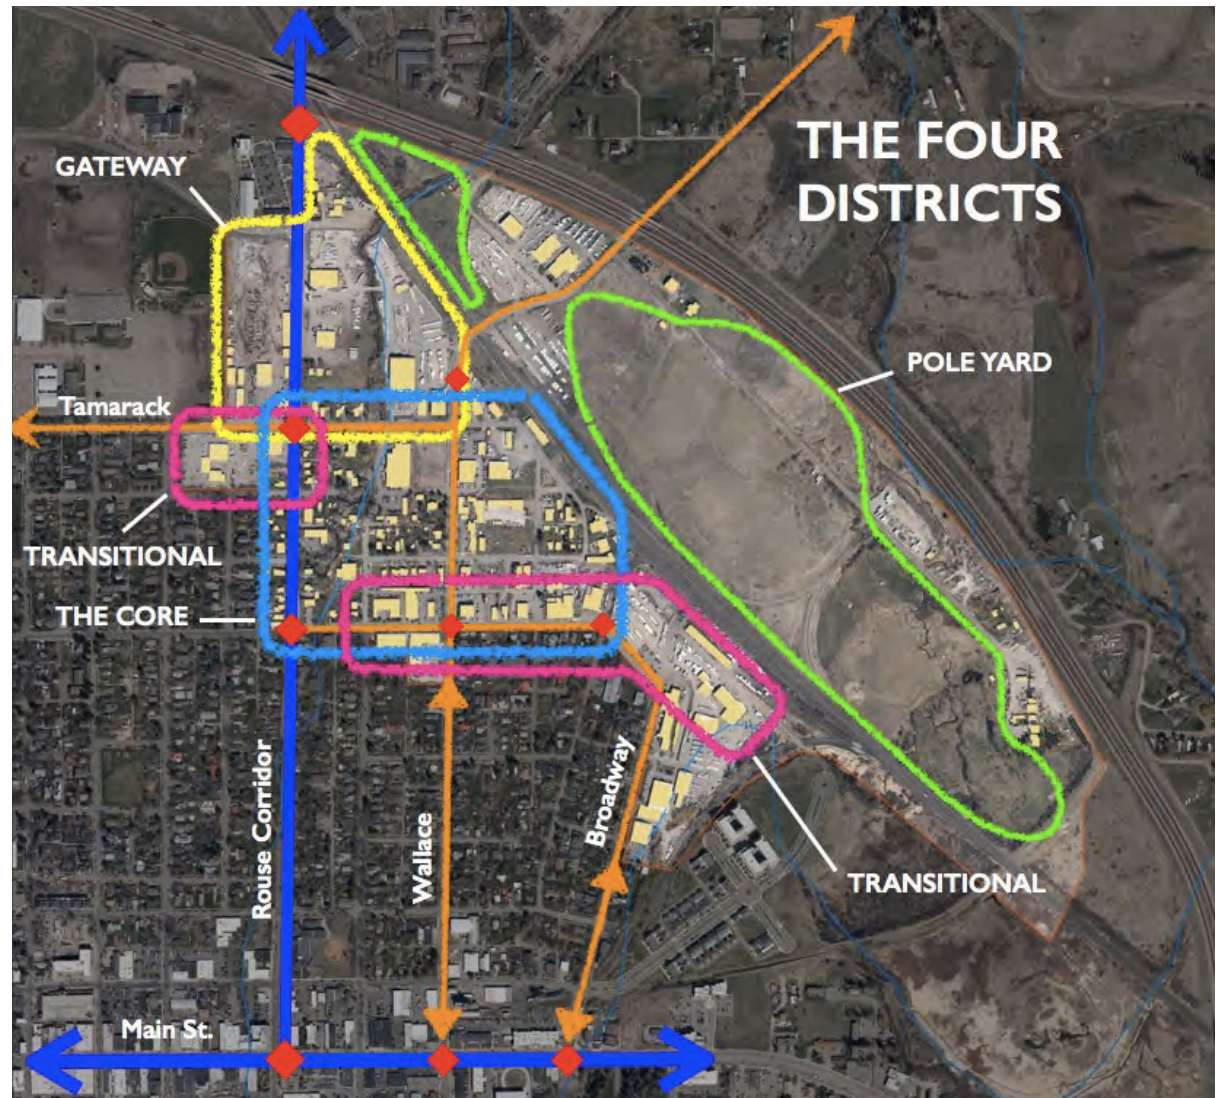 THE FOUR
DISTRICTS
GATEWAY
POLE YARD
Tamarack
TRANSITIONAL
THE CORE
Rouse Corridor
Wallace
Broadway
TRANSITIONAL
Main St.